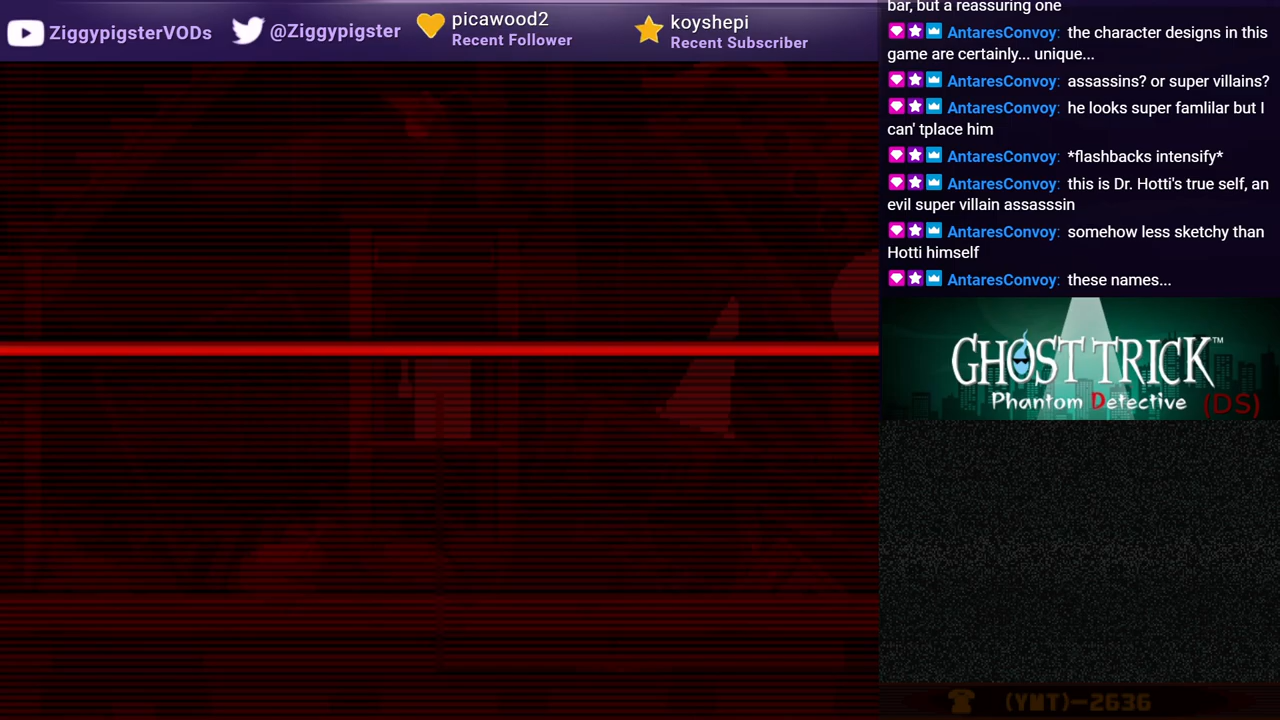 ZiggypigsterVODs
@Ziggypigster
picawood2
Recent Follower
koyshepi
Recent Subscriber
bar, but a reassuring one
AntaresConvoy: the character designs in this
game are certainly... unique...
AntaresConvoy: assassins? or super villains?
AntaresConvoy: he looks super famlilar but I
can' tplace him
AntaresConvoy: *flashbacks intensify*
AntaresConvoy: this is Dr. Hotti's true self, an
evil super villain assasssin
AntaresConvoy: somehow less sketchy than
Hotti himself
AntaresConvoy: these names...
GHOST TRICK™
Phantom Detective (DS)
(YMT)-2636